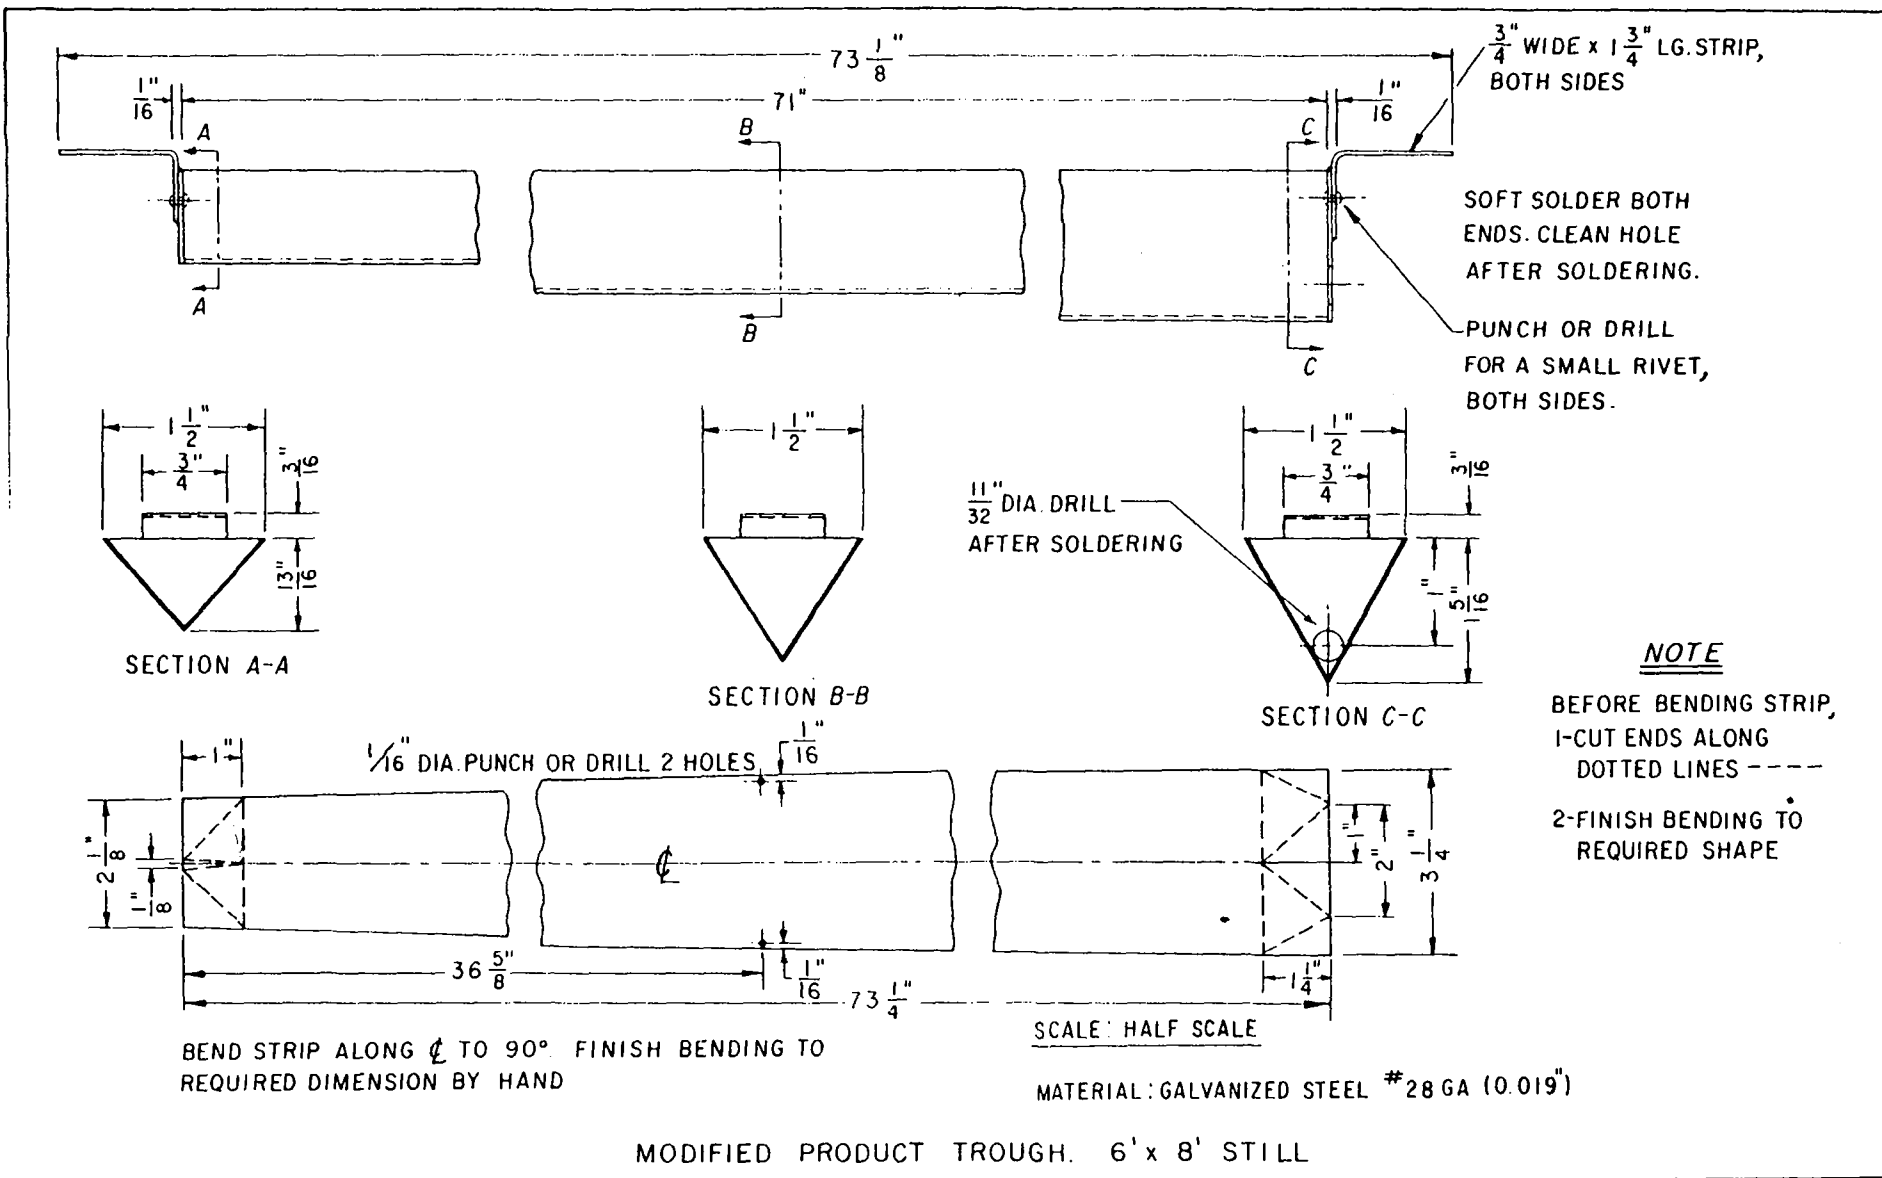 73 1/8"
3/4" WIDE x 1 3/4" LG. STRIP,
BOTH SIDES
1/16"
71"
1/16"
A
B
C
A
B
C
SOFT SOLDER BOTH
ENDS. CLEAN HOLE
AFTER SOLDERING.
PUNCH OR DRILL
FOR A SMALL RIVET,
BOTH SIDES.
1 1/2"
3/4"
3/16"
13/16"
SECTION A-A
1 1/2"
SECTION B-B
11/32" DIA. DRILL
AFTER SOLDERING
1 1/2"
3/4"
3/16"
1"
1 5/16"
SECTION C-C
NOTE
BEFORE BENDING STRIP,
1-CUT ENDS ALONG
DOTTED LINES ----
2-FINISH BENDING TO
REQUIRED SHAPE
1"
1/16" DIA. PUNCH OR DRILL 2 HOLES
1/16"
2 1/8"
1/8"
℄
1"
2"
3 1/4"
36 5/8"
1/16"
1 1/4"
73 1/4"
BEND STRIP ALONG ℄ TO 90°. FINISH BENDING TO
REQUIRED DIMENSION BY HAND
SCALE: HALF SCALE
MATERIAL: GALVANIZED STEEL #28 GA (0.019")
MODIFIED PRODUCT TROUGH. 6' x 8' STILL